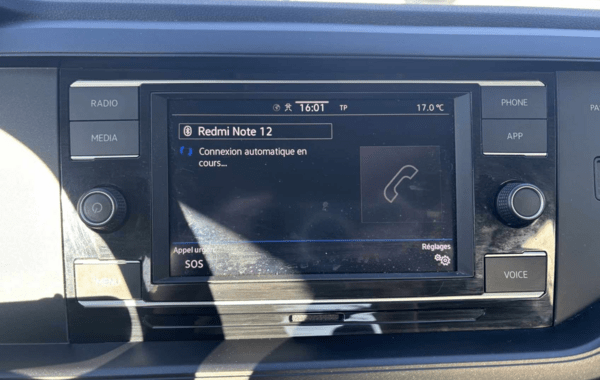 RADIO
MEDIA
16:01 TP 17.0 °C
Redmi Note 12
Connexion automatique en
cours...
Réglages
SOS
PHONE
APP
VOICE